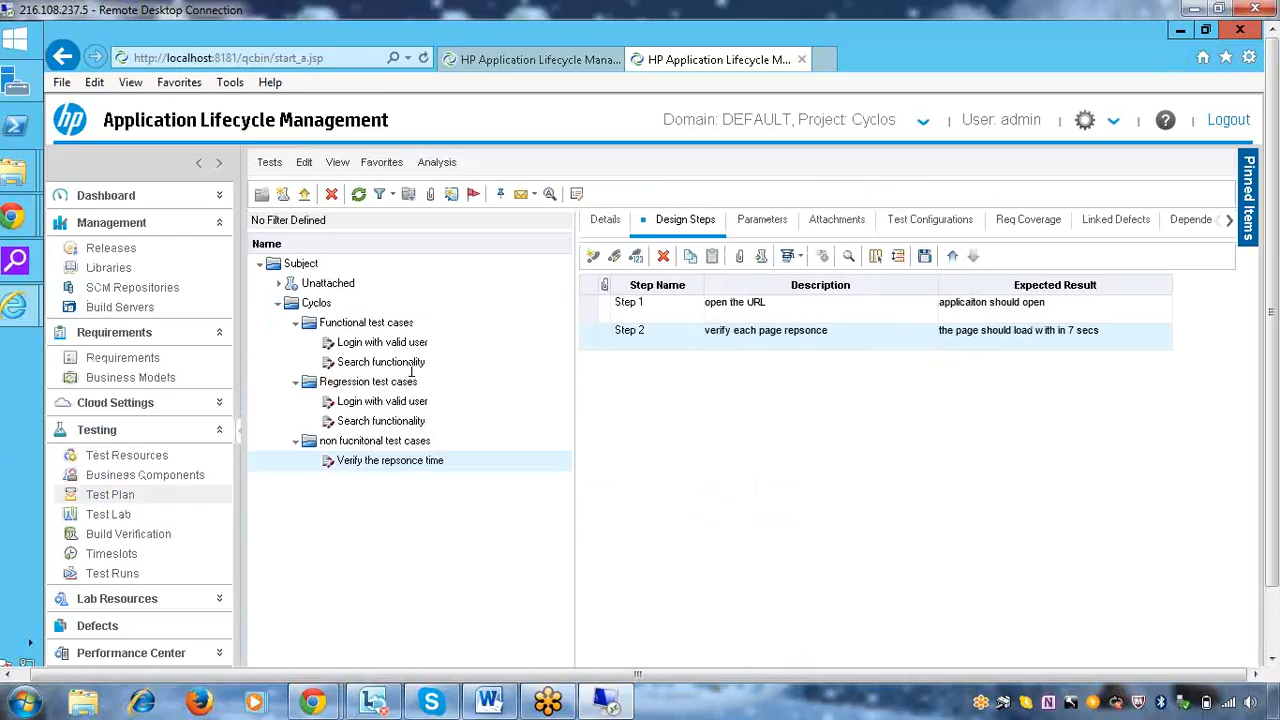 216.108.237.5 - Remote Desktop Connection
http://localhost:8181/qcbin/start_a.jsp
HP Application Lifecycle Mana...
HP Application Lifecycle M...
File Edit View Favorites Tools Help
hp Application Lifecycle Management
Domain: DEFAULT, Project: Cyclos
User: admin
Logout
Dashboard
Management
Releases
Libraries
SCM Repositories
Build Servers
Requirements
Requirements
Business Models
Cloud Settings
Testing
Test Resources
Business Components
Test Plan
Test Lab
Build Verification
Timeslots
Test Runs
Lab Resources
Defects
Performance Center
Tests Edit View Favorites Analysis
No Filter Defined
Name
Subject
Unattached
Cyclos
Functional test cases
Login with valid user
Search functionality
Regression test cases
Login with valid user
Search functionality
non fucnitonal test cases
Verify the repsonce time
Details Design Steps Parameters Attachments Test Configurations Req Coverage Linked Defects Depende
Step Name Description Expected Result
Step 1 open the URL applicaiton should open
Step 2 verify each page repsonce the page should load with in 7 secs
Pinned Items